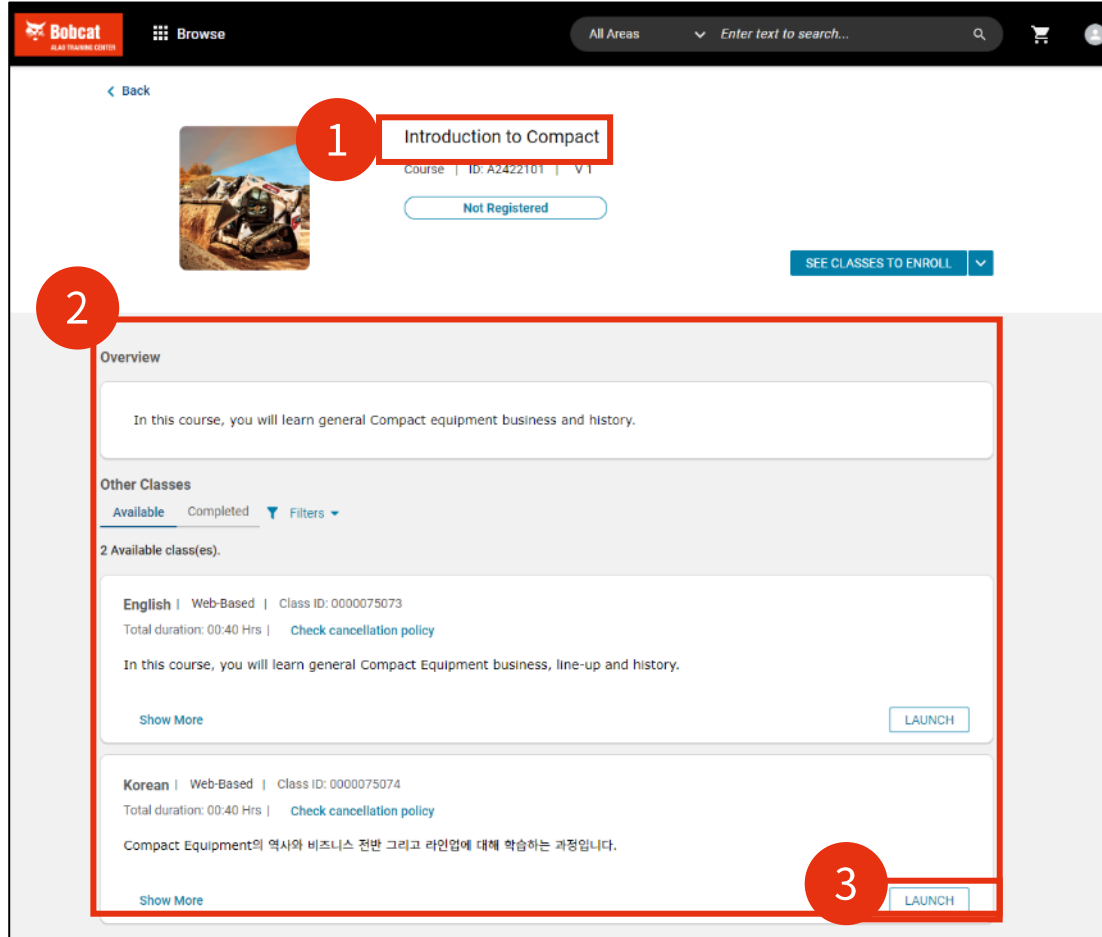 Bobcat
ALAO TRAINING CENTER
Browse
All Areas
Enter text to search...
Back
1
Introduction to Compact
Course | ID: A2422101 | V 1
Not Registered
SEE CLASSES TO ENROLL
2
Overview
In this course, you will learn general Compact equipment business and history.
Other Classes
Available Completed Filters
2 Available class(es).
English | Web-Based | Class ID: 0000075073
Total duration: 00:40 Hrs | Check cancellation policy
In this course, you will learn general Compact Equipment business, line-up and history.
Show More LAUNCH
Korean | Web-Based | Class ID: 0000075074
Total duration: 00:40 Hrs | Check cancellation policy
Compact Equipment의 역사와 비즈니스 전반 그리고 라인업에 대해 학습하는 과정입니다.
3
Show More LAUNCH